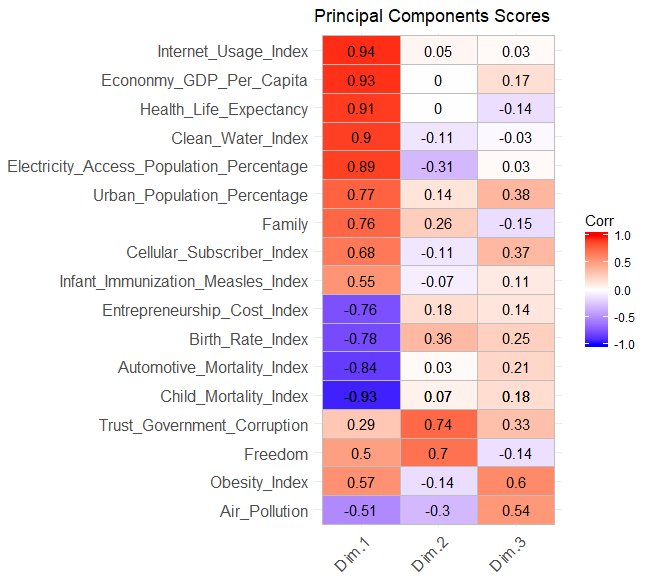 Principal Components Scores
Internet_Usage_Index 0.94 0.05 0.03
Econonmy_GDP_Per_Capita 0.93 0 0.17
Health_Life_Expectancy 0.91 0 -0.14
Clean_Water_Index 0.9 -0.11 -0.03
Electricity_Access_Population_Percentage 0.89 -0.31 0.03
Urban_Population_Percentage 0.77 0.14 0.38
Family 0.76 0.26 -0.15
Cellular_Subscriber_Index 0.68 -0.11 0.37
Infant_Immunization_Measles_Index 0.55 -0.07 0.11
Entrepreneurship_Cost_Index -0.76 0.18 0.14
Birth_Rate_Index -0.78 0.36 0.25
Automotive_Mortality_Index -0.84 0.03 0.21
Child_Mortality_Index -0.93 0.07 0.18
Trust_Government_Corruption 0.29 0.74 0.33
Freedom 0.5 0.7 -0.14
Obesity_Index 0.57 -0.14 0.6
Air_Pollution -0.51 -0.3 0.54
Dim.1 Dim.2 Dim.3
Corr
1.0
0.5
0.0
-0.5
-1.0